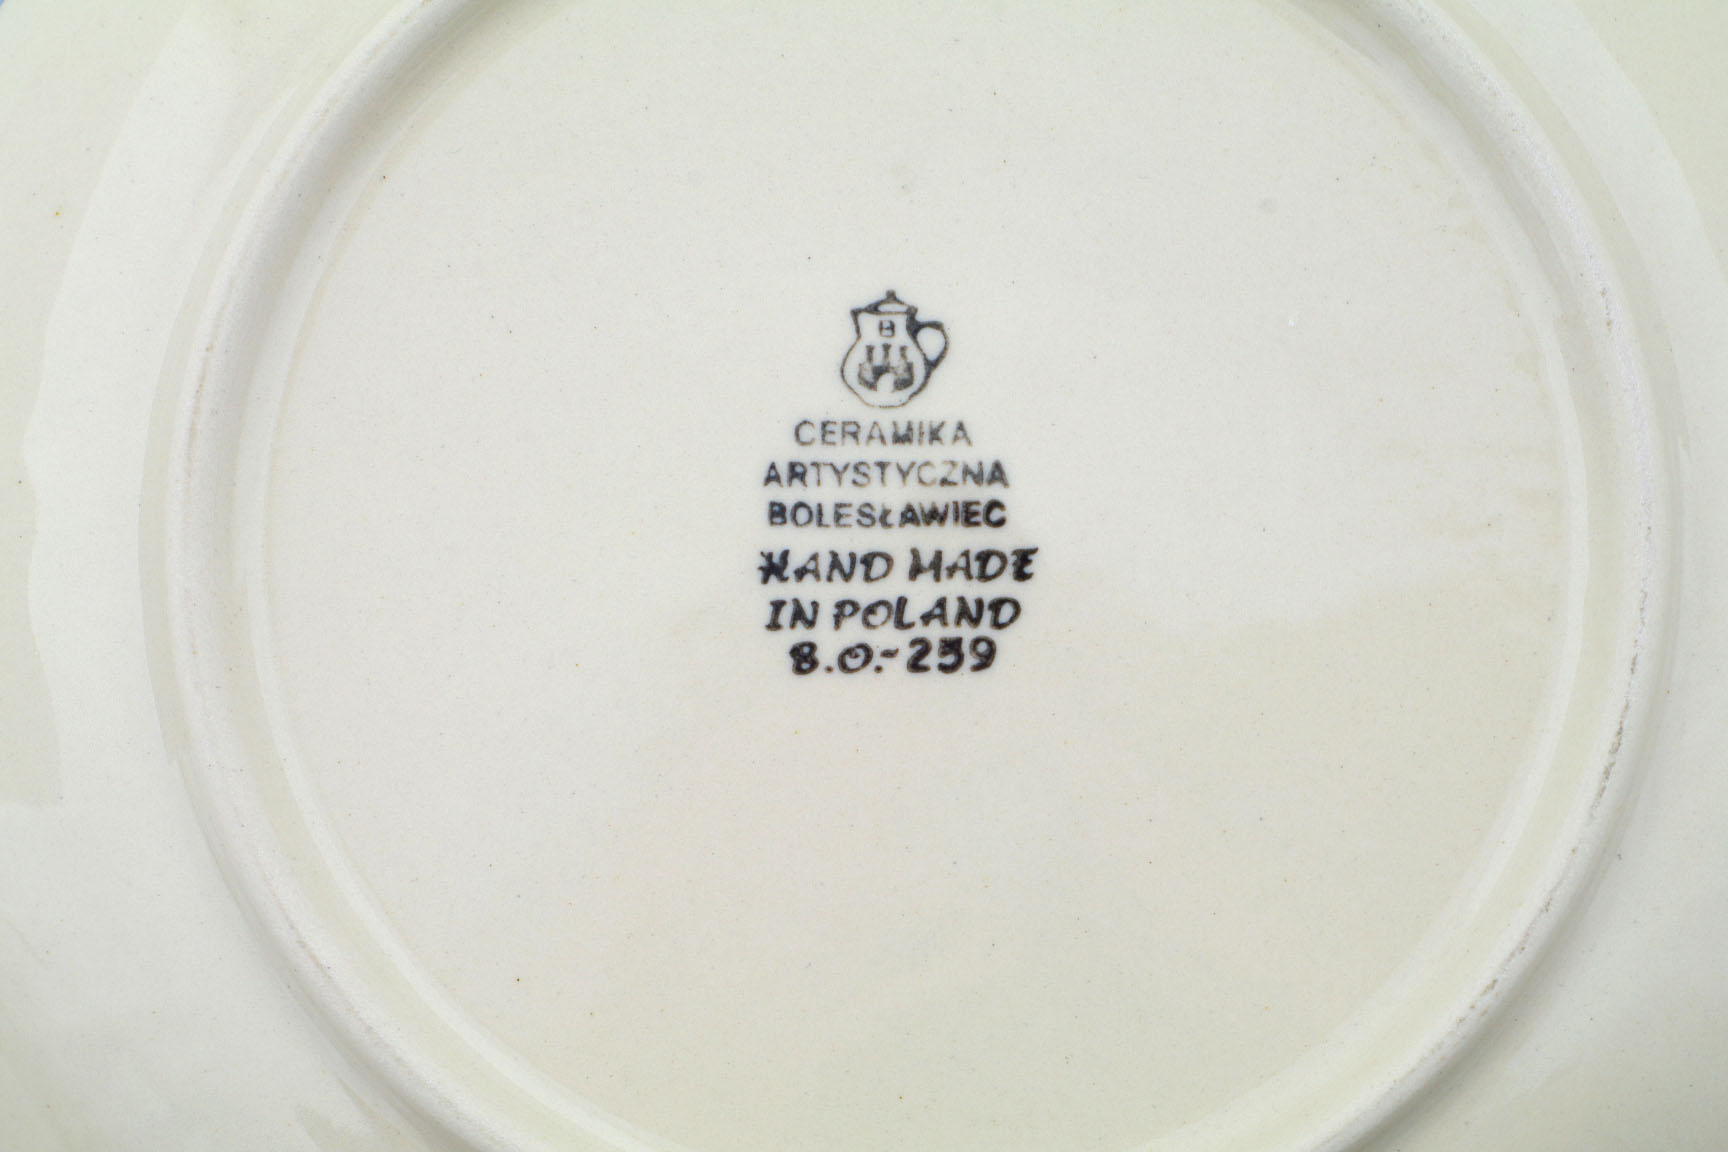 B
CERAMIKA
ARTYSTYCZNA
BOLESŁAWIEC
HAND MADE
IN POLAND
8.0.-259